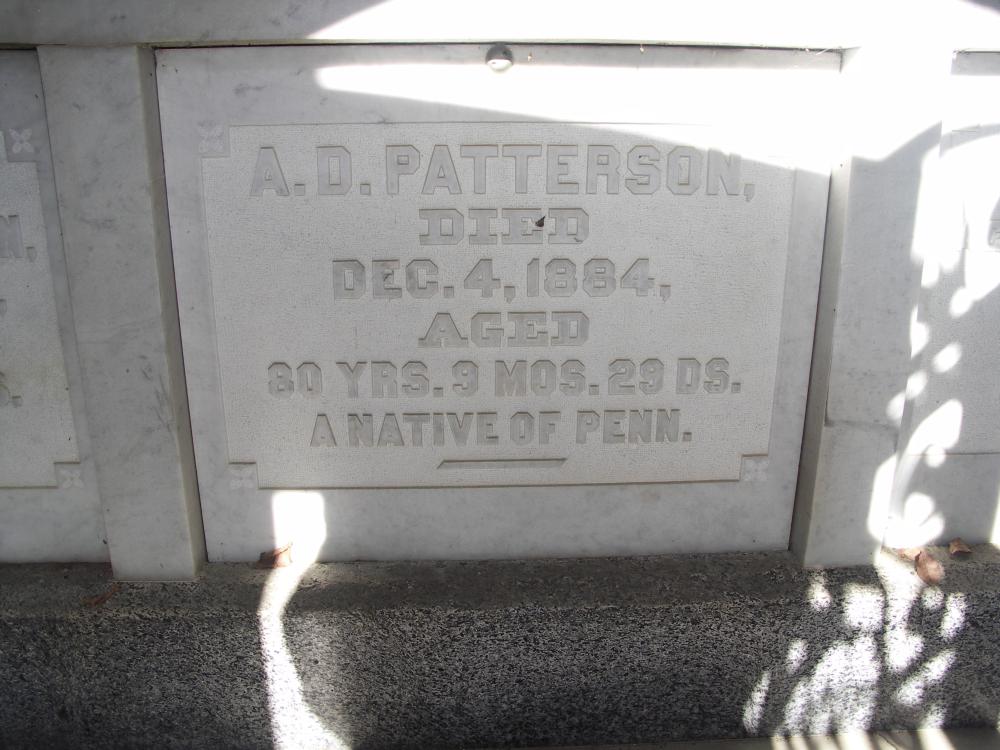 A. D. PATTERSON,
DIED
DEC. 4, 1884,
AGED
80 YRS. 9 MOS. 29 DS.
A NATIVE OF PENN.